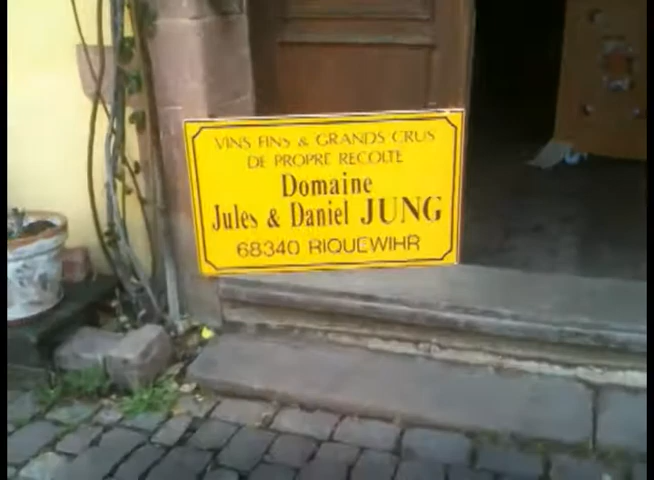 VINS FINS & GRANDS CRUS
DE PROPRE RECOLTE
Domaine
Jules & Daniel JUNG
68340 RIQUEWIHR